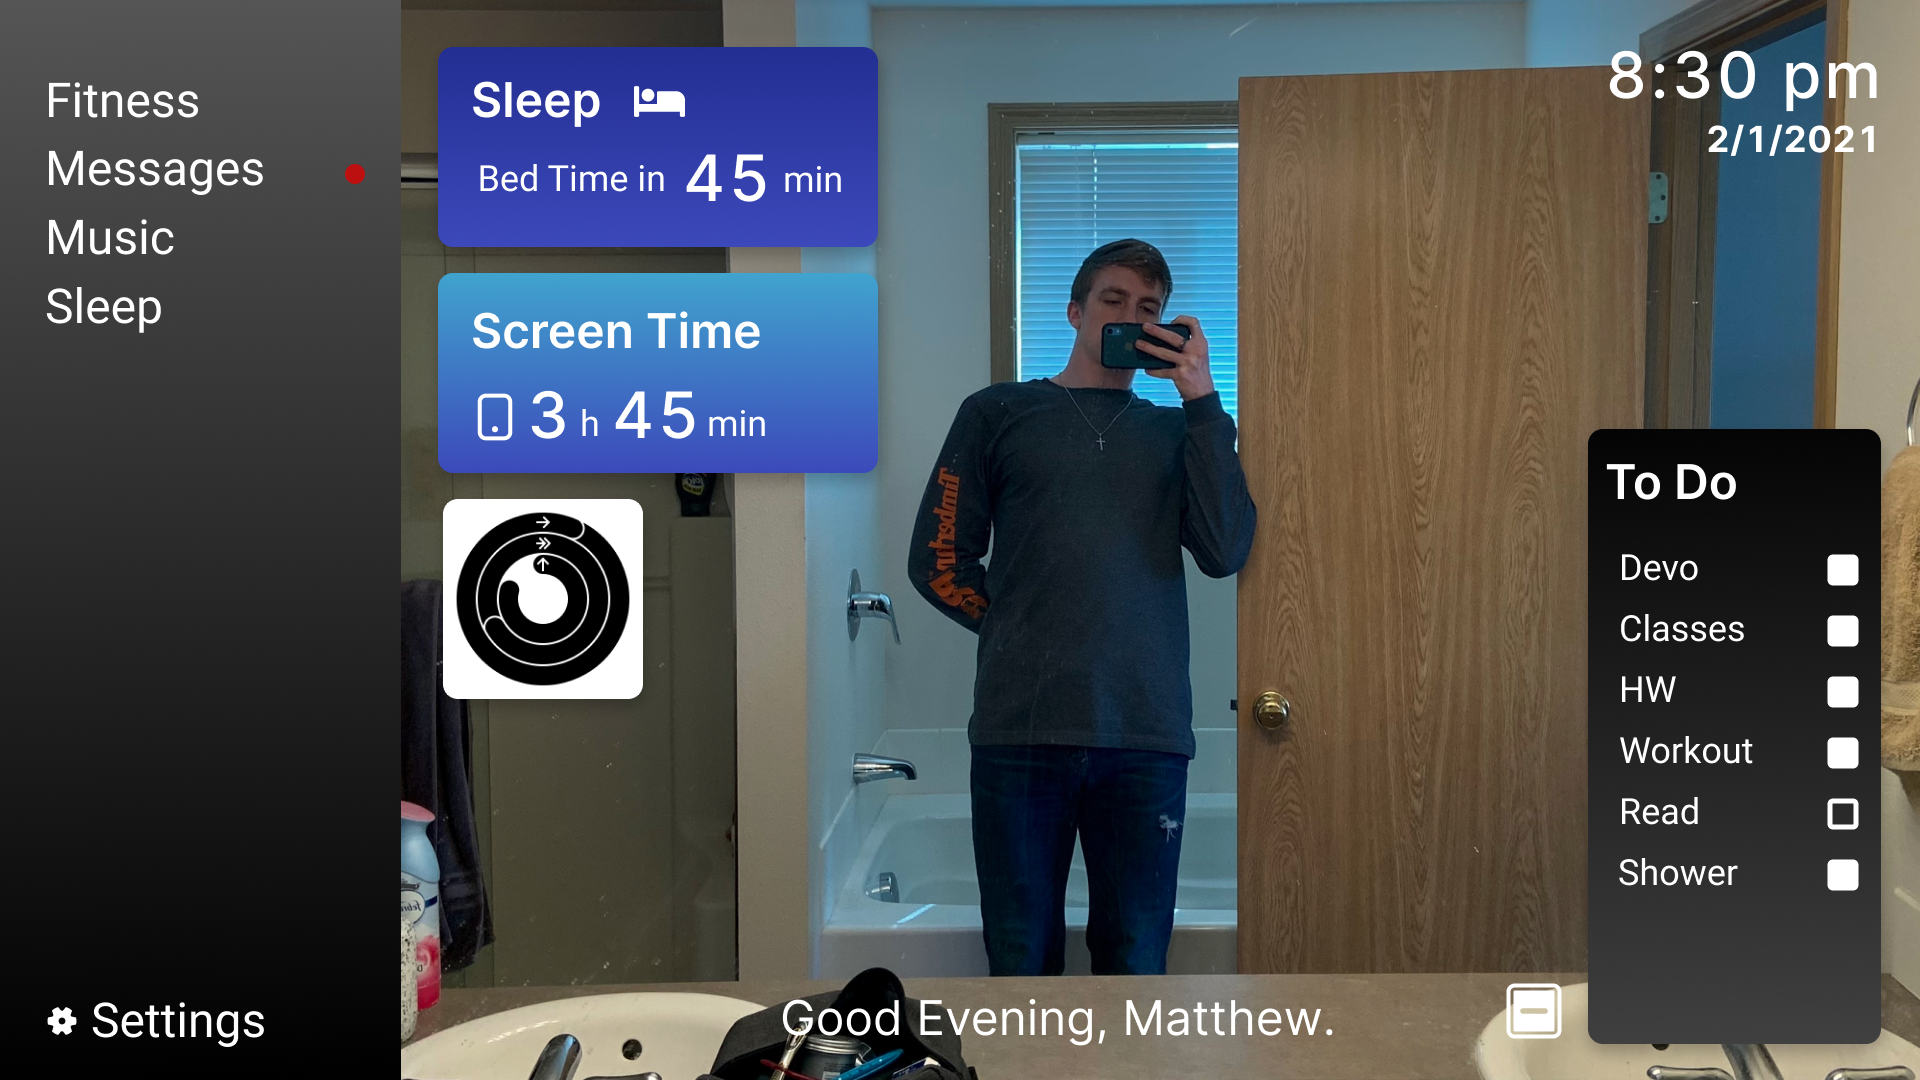 Fitness
Messages
Music
Sleep
Settings
Sleep
Bed Time in 45 min
Screen Time
3 h 45 min
8:30 pm
2/1/2021
Timberland
To Do
Devo
Classes
HW
Workout
Read
Shower
Good Evening, Matthew.